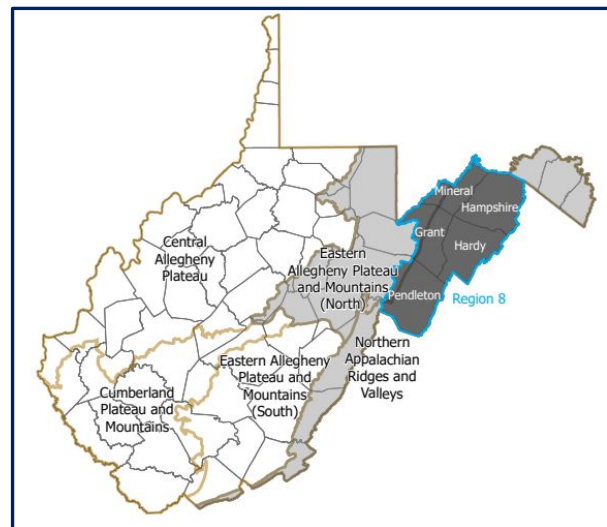 Mineral
Hampshire
Grant
Hardy
Pendleton
Region 8
Central
Allegheny
Plateau
Eastern
Allegheny Plateau
and Mountains
(North)
Northern
Appalachian
Ridges and
Valleys
Eastern Allegheny
Plateau and
Mountains
(South)
Cumberland
Plateau and
Mountains